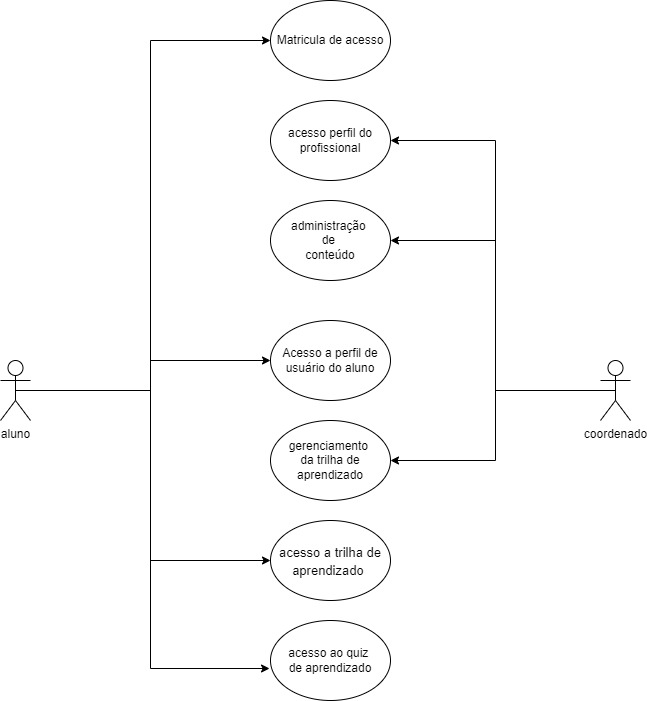 Matricula de acesso
acesso perfil do
profissional
administração
de
conteúdo
Acesso a perfil de
usuário do aluno
aluno
coordenado
gerenciamento
da trilha de
aprendizado
acesso a trilha de
aprendizado
acesso ao quiz
de aprendizado